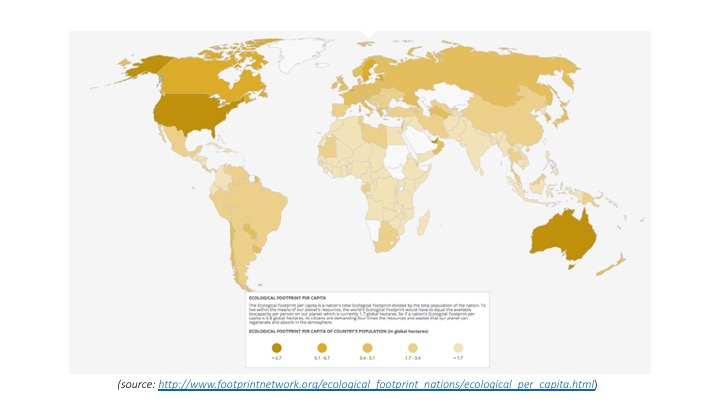 ECOLOGICAL FOOTPRINT PER CAPITA
The Ecological Footprint per capita is a nation's total Ecological Footprint divided by the total population of the nation. To
live within the means of our planet's resources, the world's Ecological Footprint would have to equal the available
biocapacity per person on our planet, which is currently 1.7 global hectares. So if a nation's Ecological Footprint per
capita is 6.8 global hectares, its citizens are demanding four times the resources and wastes that our planet can
regenerate and absorb in the atmosphere.
ECOLOGICAL FOOTPRINT PER CAPITA OF COUNTRY'S POPULATION (in global hectares)
> 6.7 5.1 - 6.7 3.4 - 5.1 1.7 - 3.4 < 1.7
(source: http://www.footprintnetwork.org/ecological_footprint_nations/ecological_per_capita.html)